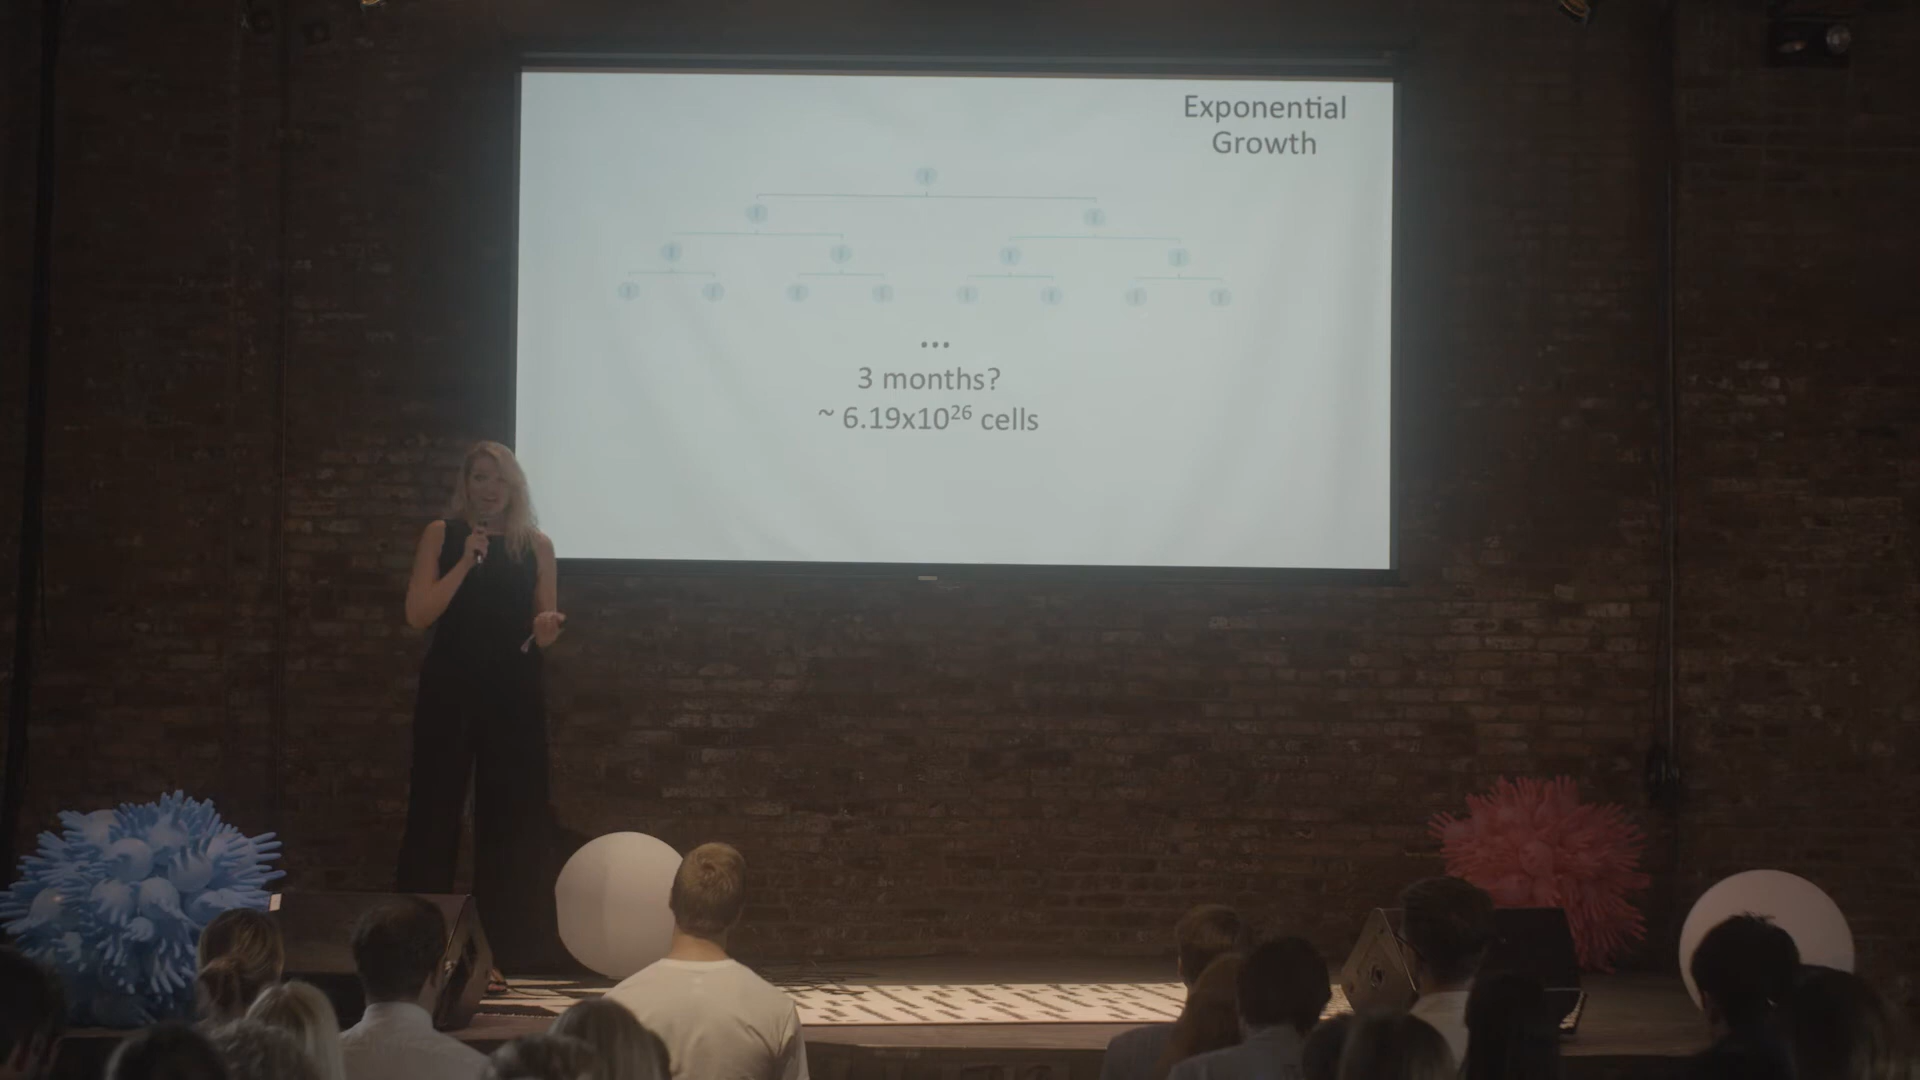 Exponential
Growth
...
3 months?
~ 6.19x10²⁶ cells